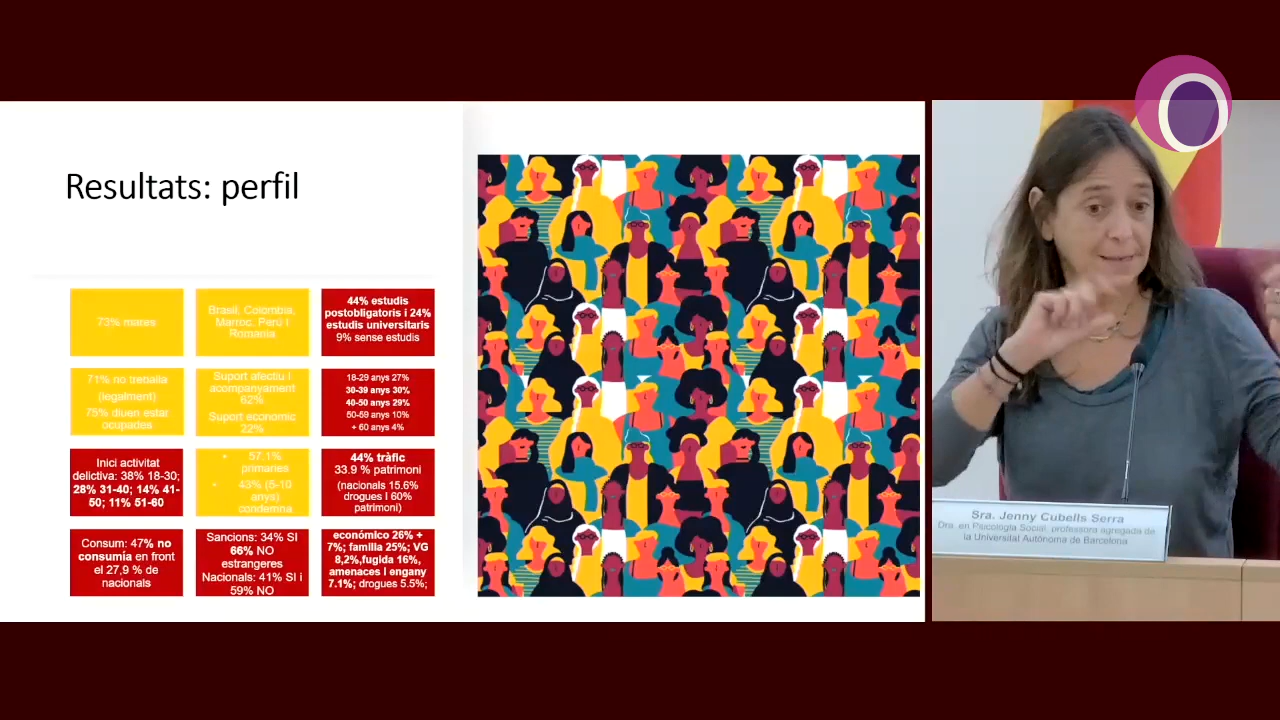 Resultats: perfil
73% mares
Brasil, Colombia,
Marroc, Perú I
Romania
44% estudis
postobligatoris i 24%
estudis universitaris
9% sense estudis
71% no treballa
(legalment)
75% diuen estar
ocupades
Suport afectiu i
acompanyament
62%
Suport econòmic
22%
18-29 anys 27%
30-39 anys 30%
40-50 anys 29%
50-59 anys 10%
+ 60 anys 4%
Inici activitat
delictiva: 38% 18-30;
28% 31-40; 14% 41-
50; 11% 51-60
• 57,1%
primaries
• 43% (5-10
anys)
condemna
44% tràfic
33.9 % patrimoni
(nacionals 15.6%
drogues I 60%
patrimoni)
Consum: 47% no
consumía en front
el 27,9 % de
nacionals
Sancions: 34% SI
66% NO
estrangeres
Nacionals: 41% SI i
59% NO
económico 26% +
7%; familia 25%; VG
8,2%,fugida 16%,
amenaces I engany
7.1%; drogues 5.5%;
Sra. Jenny Cubells Serra
Dra. en Psicologia Social, professora agregada de
la Universitat Autònoma de Barcelona